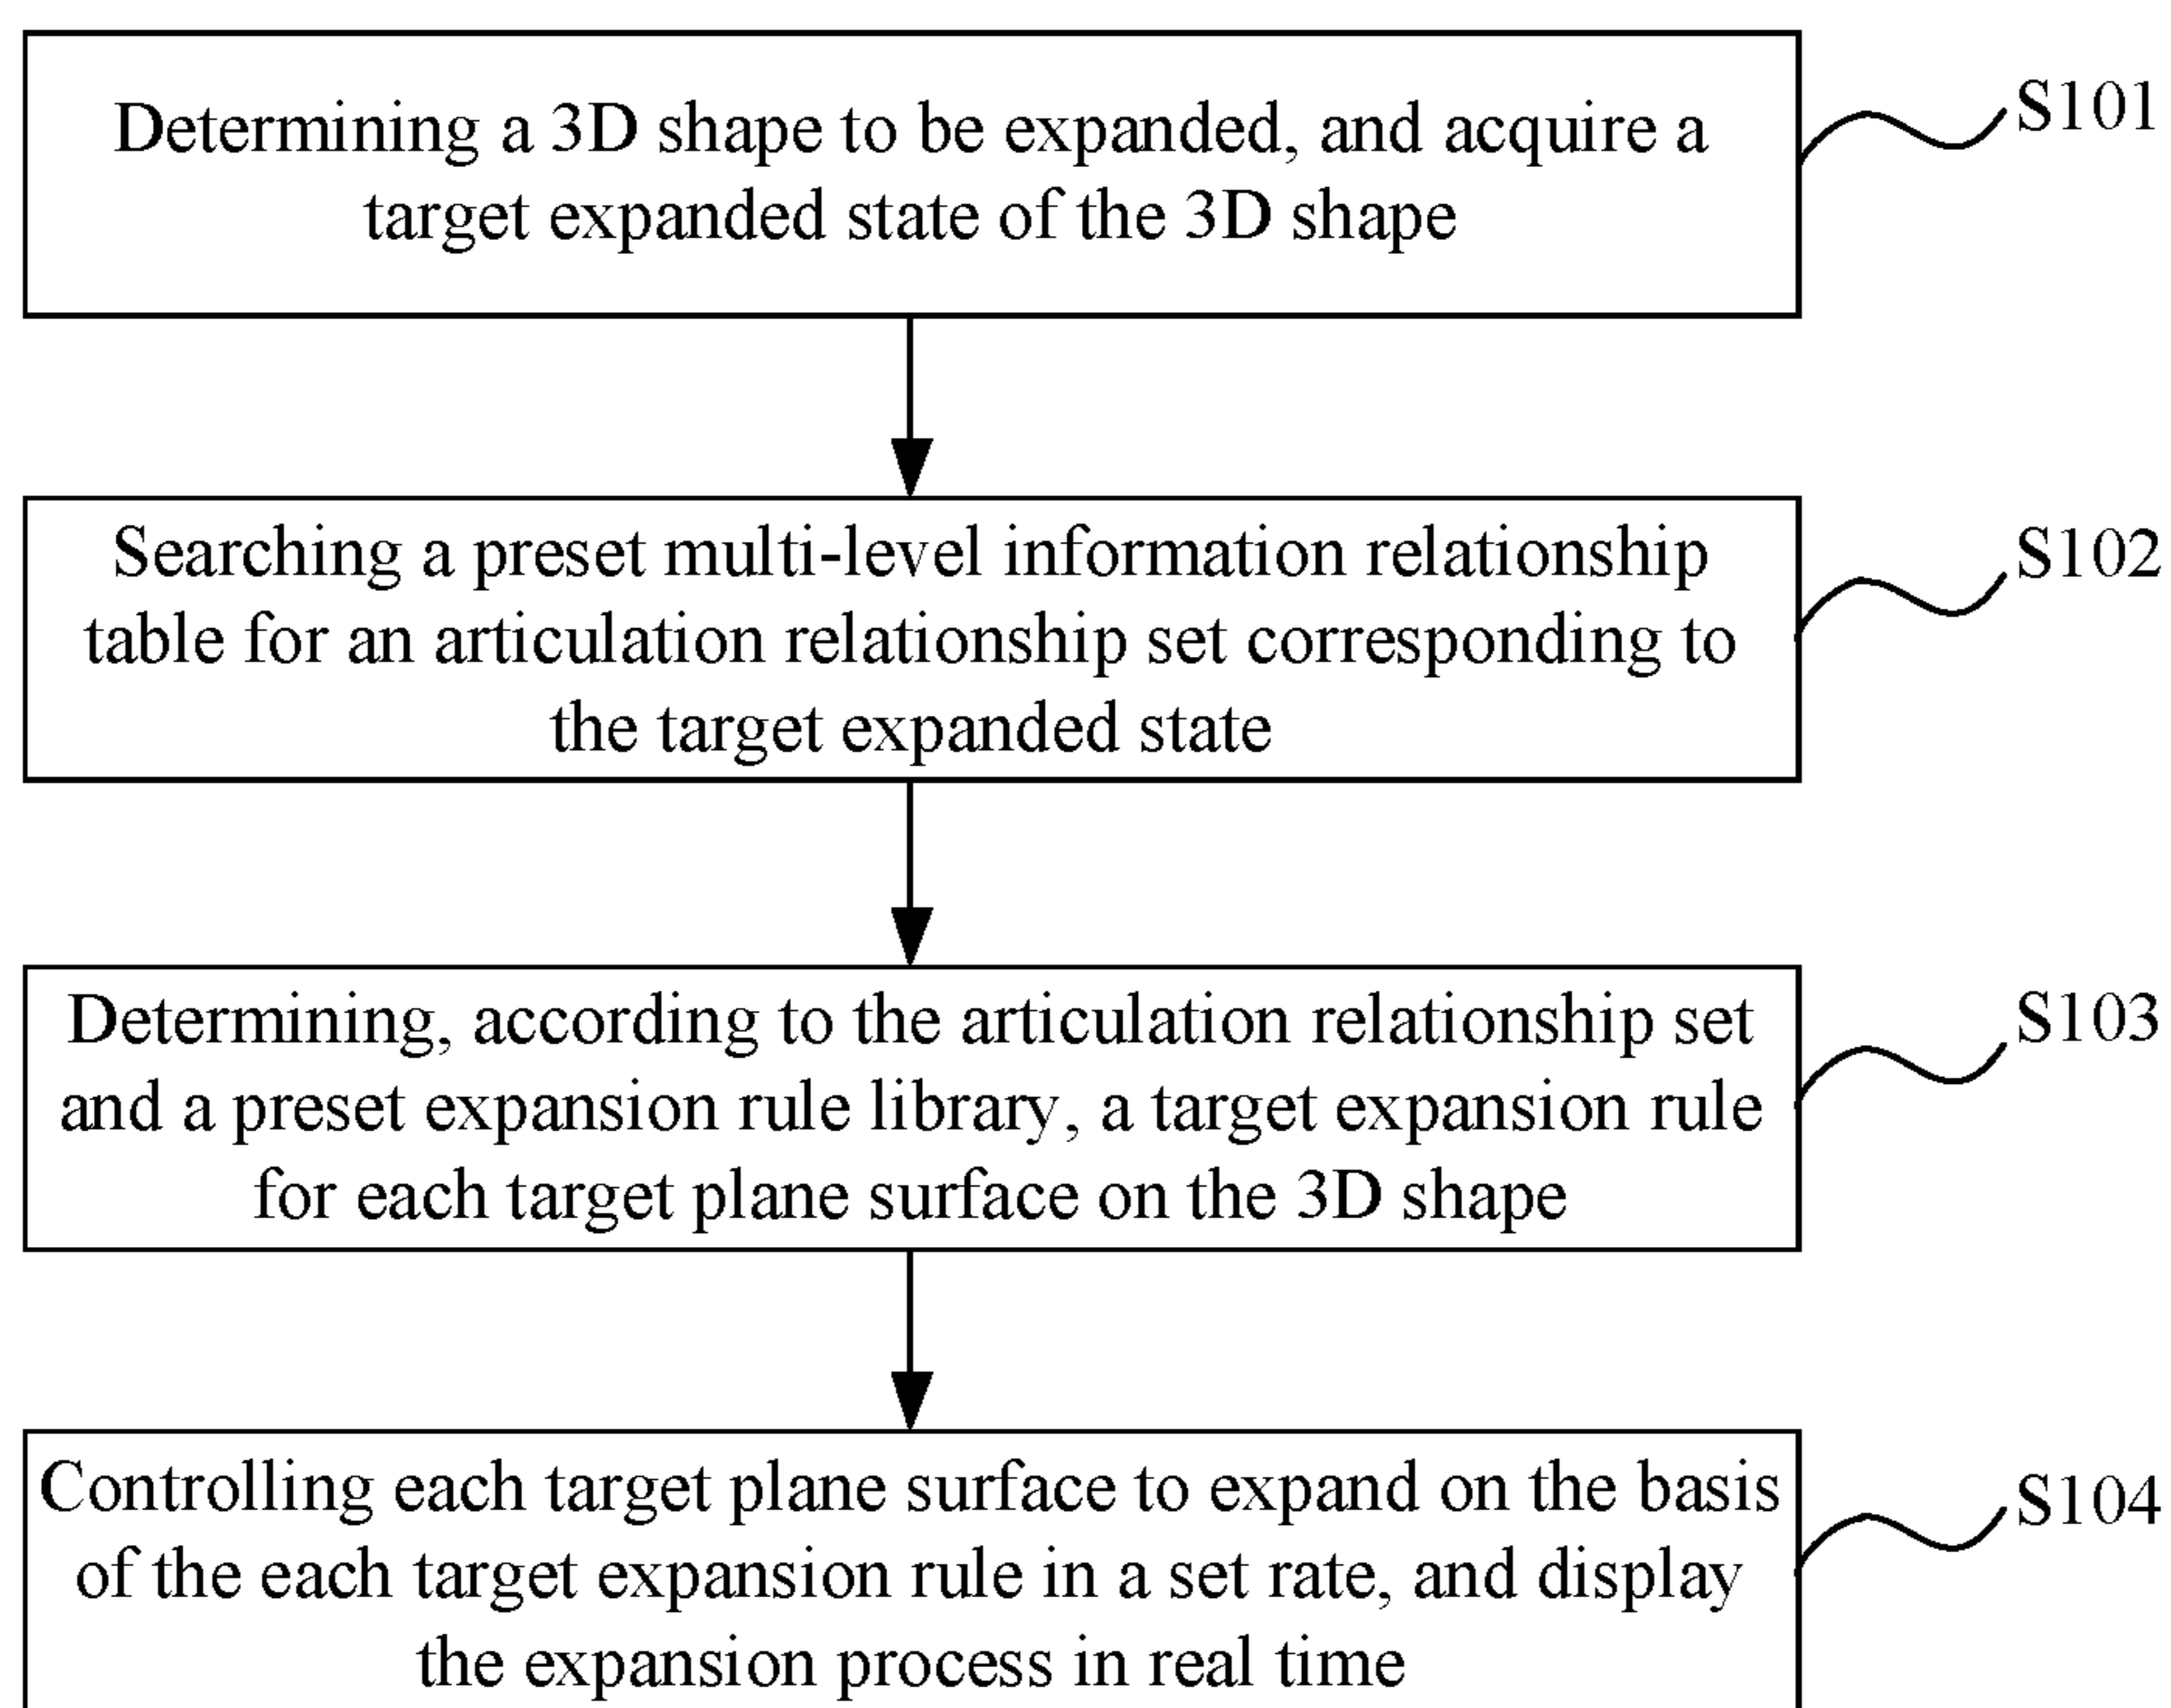 Determining a 3D shape to be expanded, and acquire a
target expanded state of the 3D shape
S101
Searching a preset multi-level information relationship
table for an articulation relationship set corresponding to
the target expanded state
S102
Determining, according to the articulation relationship set
and a preset expansion rule library, a target expansion rule
for each target plane surface on the 3D shape
S103
Controlling each target plane surface to expand on the basis
of the each target expansion rule in a set rate, and display
the expansion process in real time
S104